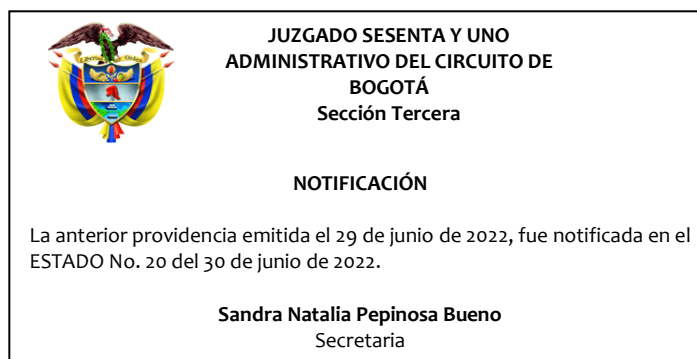 JUZGADO SESENTA Y UNO
ADMINISTRATIVO DEL CIRCUITO DE
BOGOTÁ
Sección Tercera
NOTIFICACIÓN
La anterior providencia emitida el 29 de junio de 2022, fue notificada en el
ESTADO No. 20 del 30 de junio de 2022.
Sandra Natalia Pepinosa Bueno
Secretaria